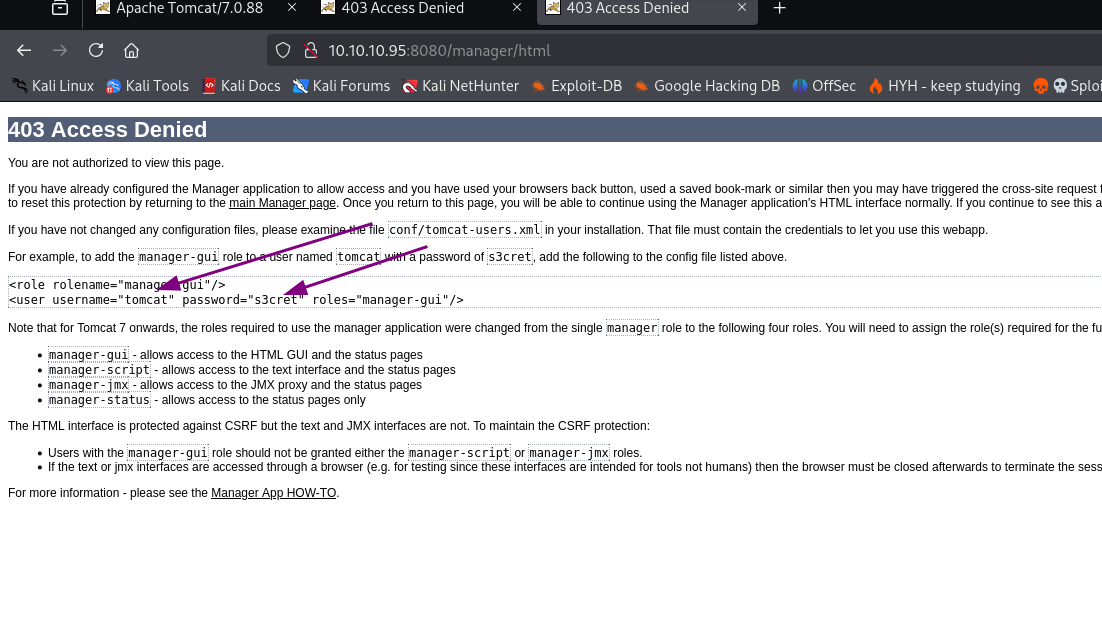 Apache Tomcat/7.0.88
403 Access Denied
403 Access Denied
10.10.10.95:8080/manager/html
Kali Linux
Kali Tools
Kali Docs
Kali Forums
Kali NetHunter
Exploit-DB
Google Hacking DB
OffSec
HYH - keep studying
Sploi
403 Access Denied
You are not authorized to view this page.
If you have already configured the Manager application to allow access and you have used your browsers back button, used a saved book-mark or similar then you may have triggered the cross-site request f
to reset this protection by returning to the main Manager page. Once you return to this page, you will be able to continue using the Manager application's HTML interface normally. If you continue to see this a
If you have not changed any configuration files, please examine the file conf/tomcat-users.xml in your installation. That file must contain the credentials to let you use this webapp.
For example, to add the manager-gui role to a user named tomcat with a password of s3cret, add the following to the config file listed above.
<role rolename="manager-gui"/>
<user username="tomcat" password="s3cret" roles="manager-gui"/>
Note that for Tomcat 7 onwards, the roles required to use the manager application were changed from the single manager role to the following four roles. You will need to assign the role(s) required for the fu
manager-gui - allows access to the HTML GUI and the status pages
manager-script - allows access to the text interface and the status pages
manager-jmx - allows access to the JMX proxy and the status pages
manager-status - allows access to the status pages only
The HTML interface is protected against CSRF but the text and JMX interfaces are not. To maintain the CSRF protection:
Users with the manager-gui role should not be granted either the manager-script or manager-jmx roles.
If the text or jmx interfaces are accessed through a browser (e.g. for testing since these interfaces are intended for tools not humans) then the browser must be closed afterwards to terminate the sess
For more information - please see the Manager App HOW-TO.